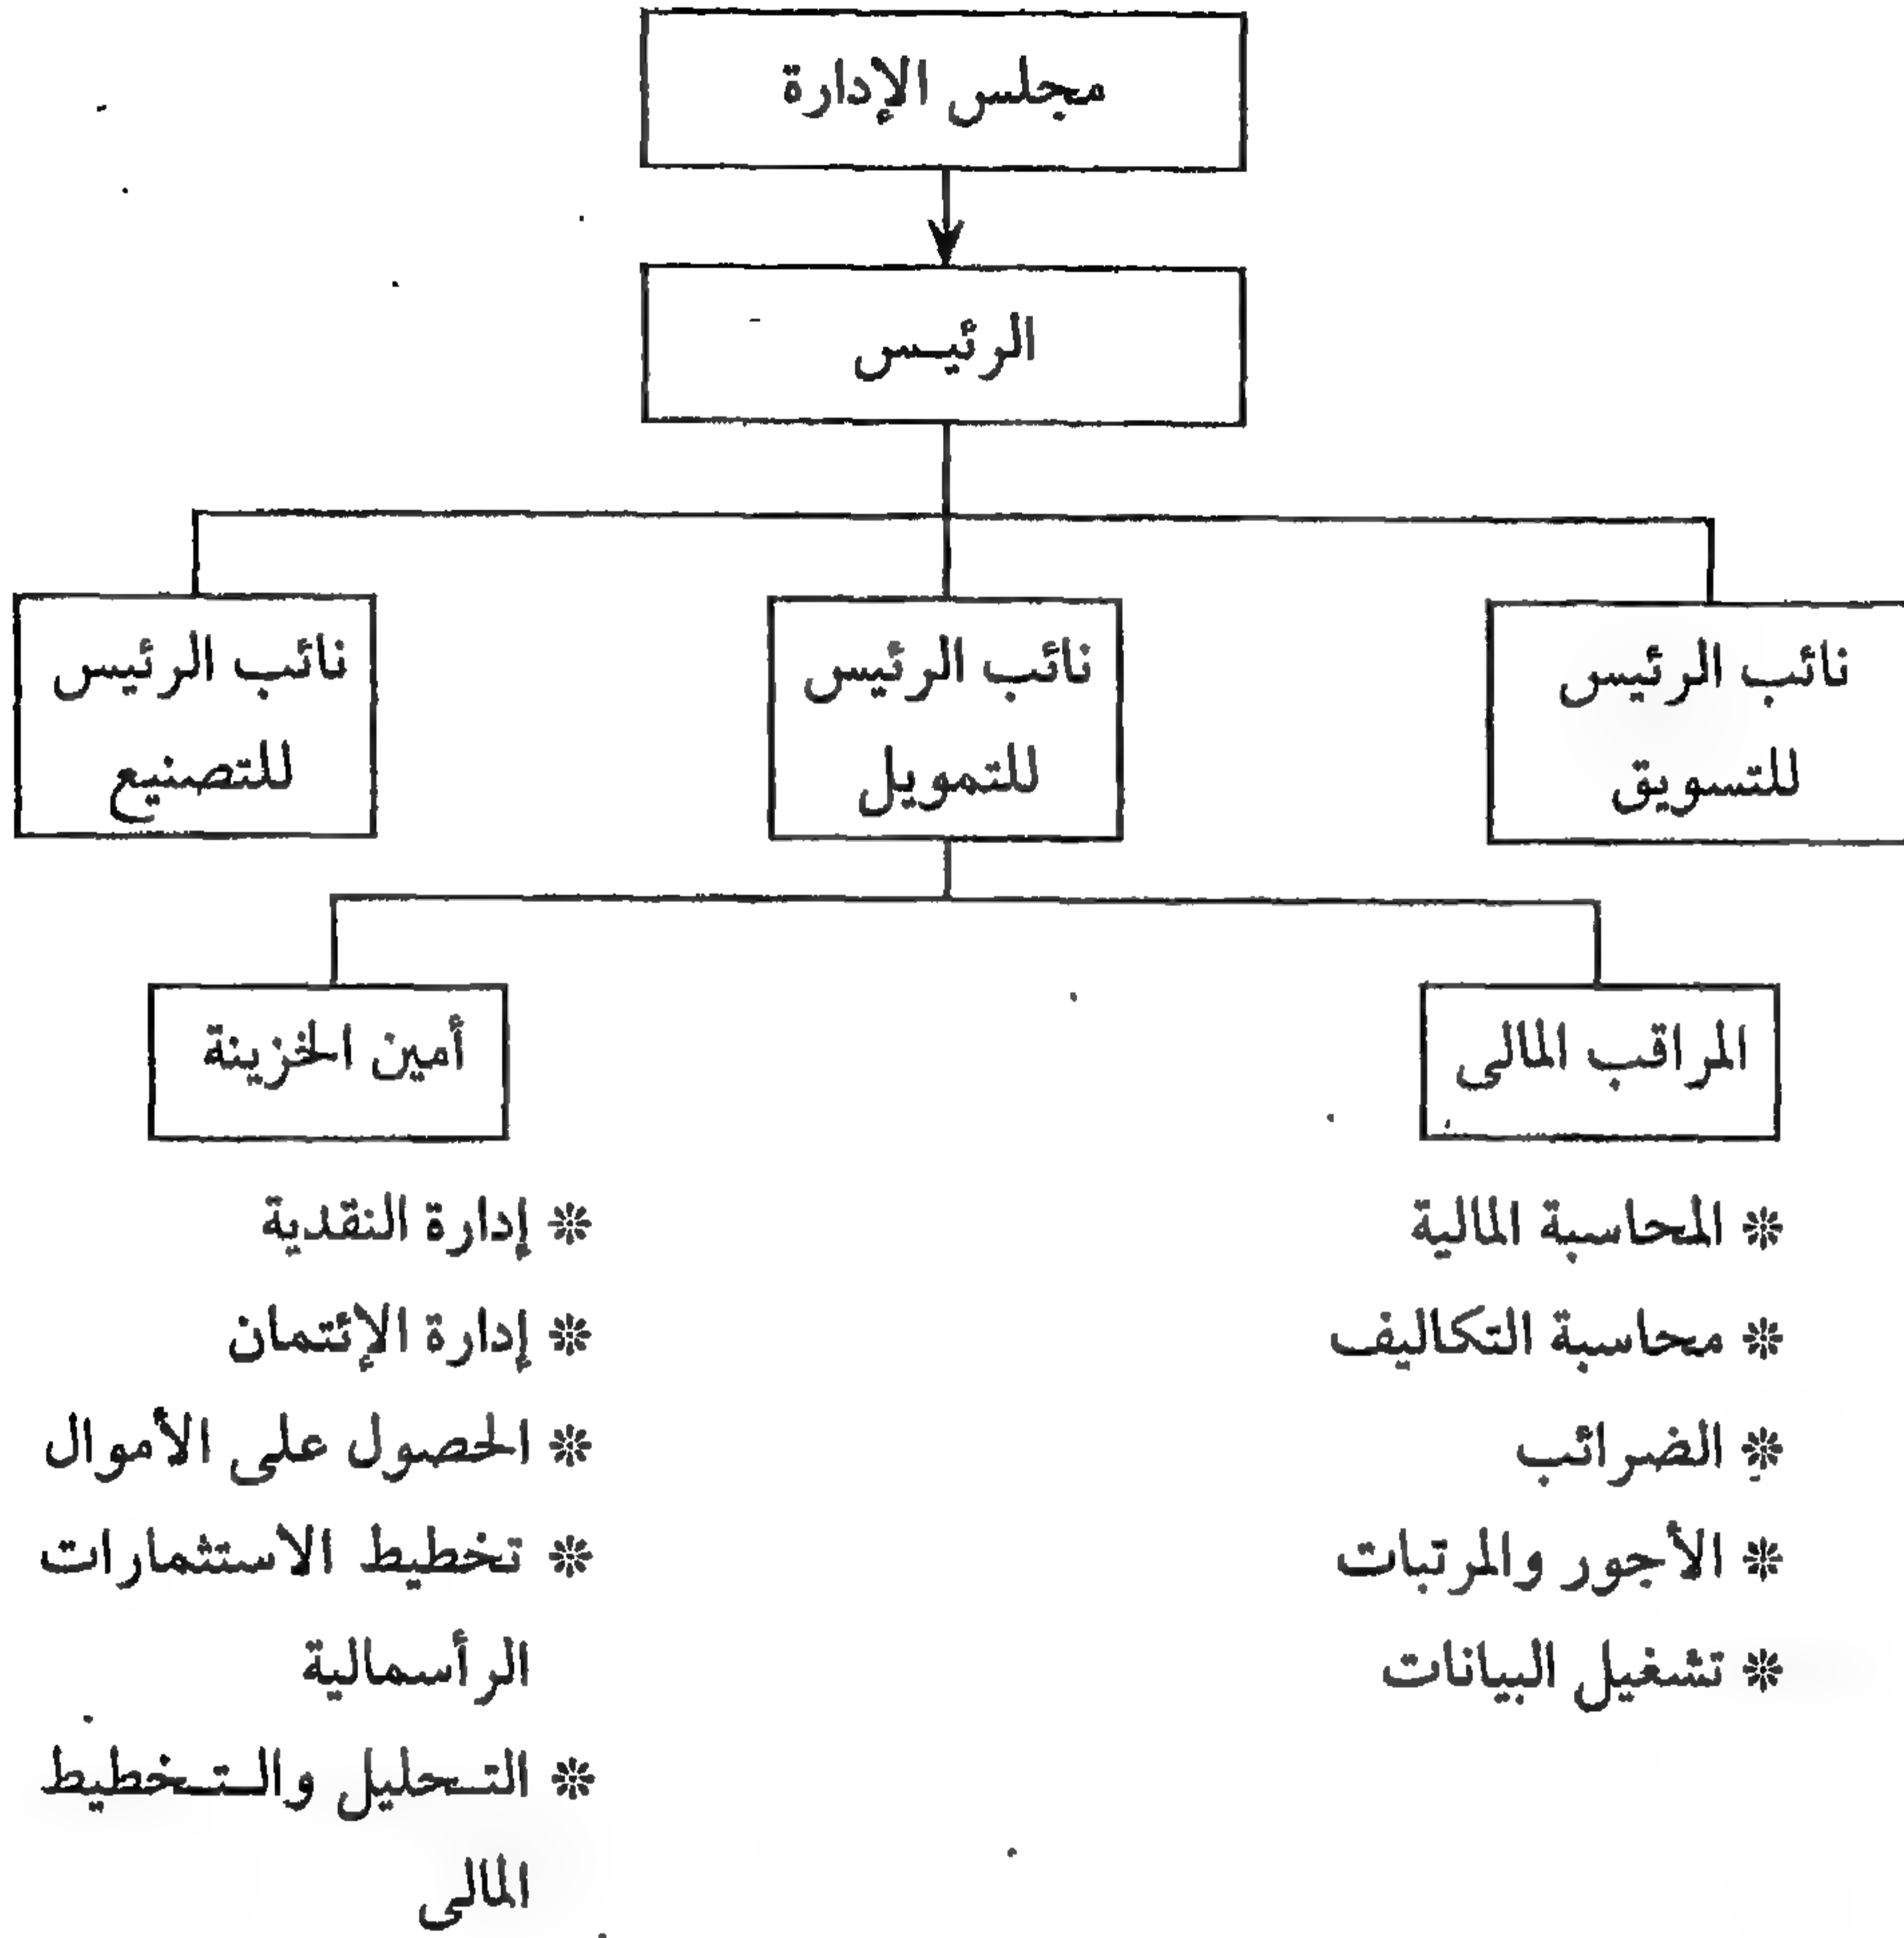 مجلس الإدارة
الرئيس
نائب الرئيس
للتسويق
نائب الرئيس
للتمويل
نائب الرئيس
للتصنيع
المراقب المالى
❊ المحاسبة المالية
❊ محاسبة التكاليف
❊ الضرائب
❊ الأجور والمرتبات
❊ تشغيل البيانات
أمين الخزينة
❊ إدارة النقدية
❊ إدارة الإئتمان
❊ الحصول على الأموال
❊ تخطيط الاستثمارات
الرأسمالية
❊ التحليل والتخطيط
المالى